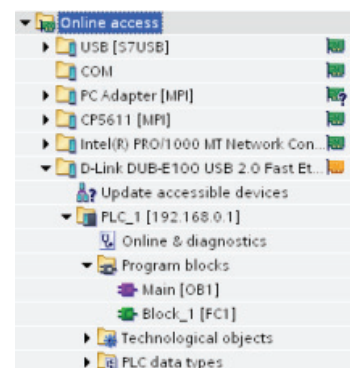 Online access
USB [S7USB]
COM
PC Adapter [MPI]
CP5611 [MPI]
Intel(R) PRO/1000 MT Network Con...
D-Link DUB-E100 USB 2.0 Fast Et...
Update accessible devices
PLC_1 [192.168.0.1]
Online & diagnostics
Program blocks
Main [OB1]
Block_1 [FC1]
Technological objects
PLC data types